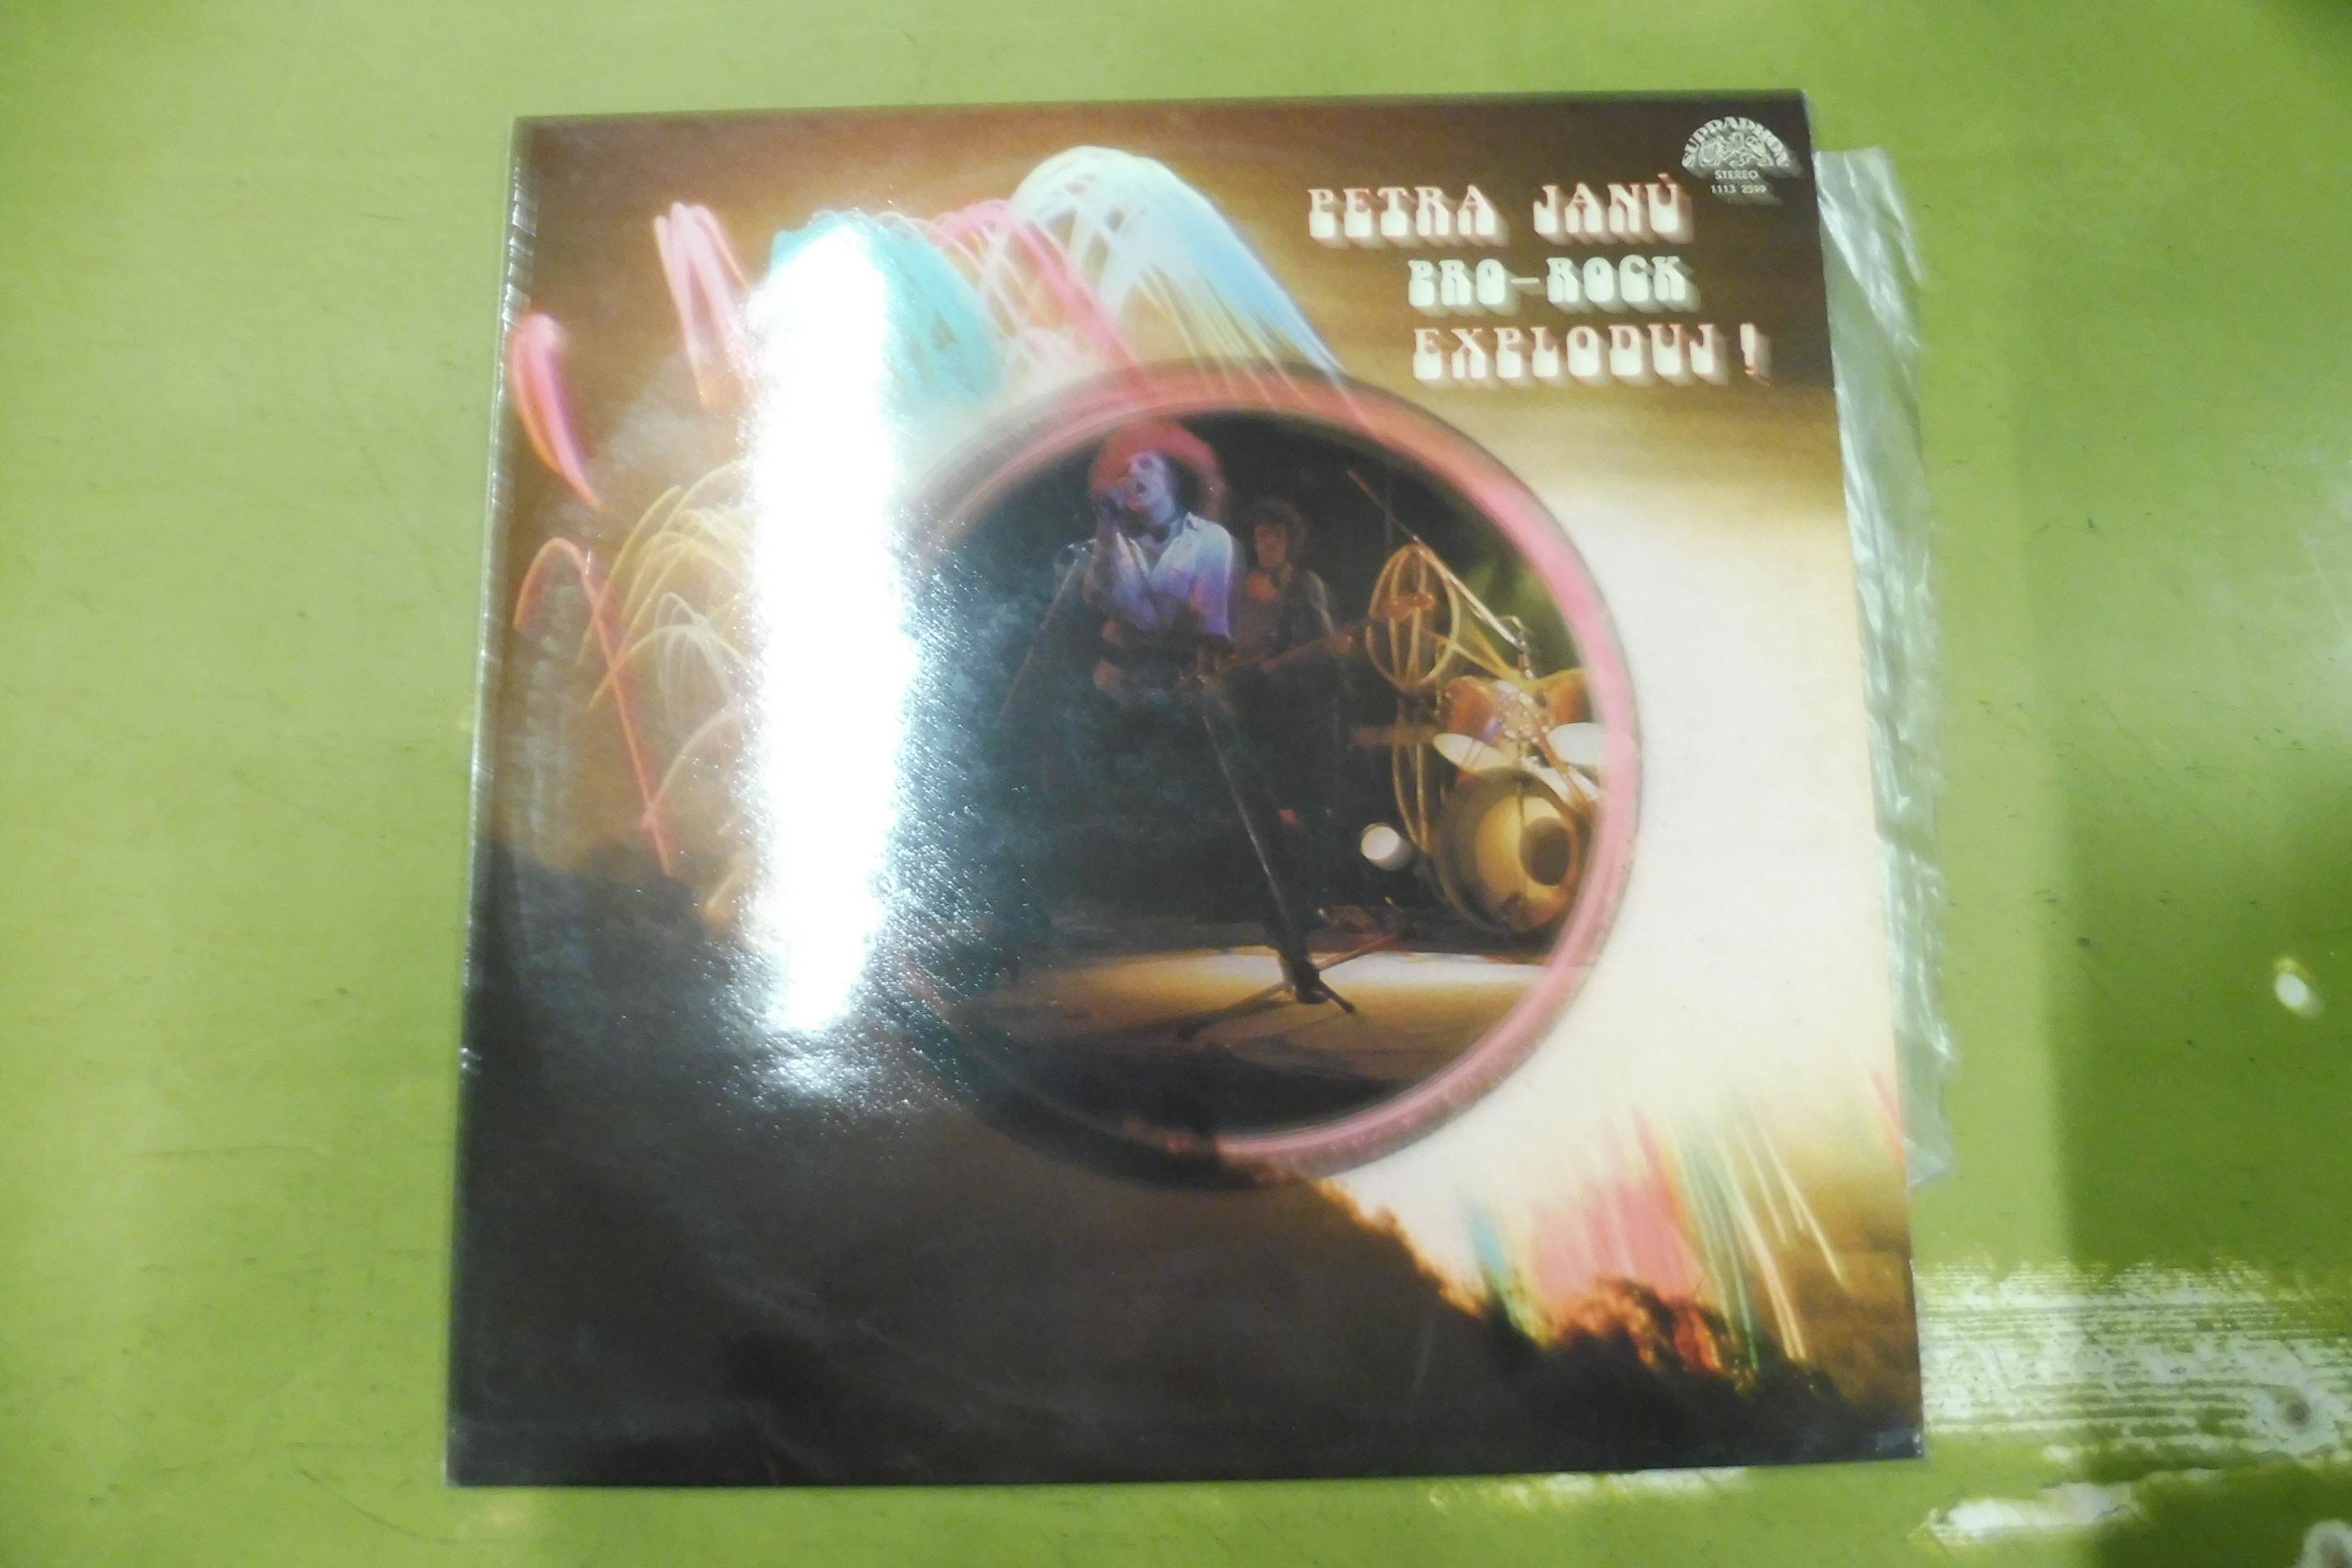 SUPRAPHON
STEREO
1113 2599
PETRA JANŮ
PRO-ROCK
EXPLODUJ!